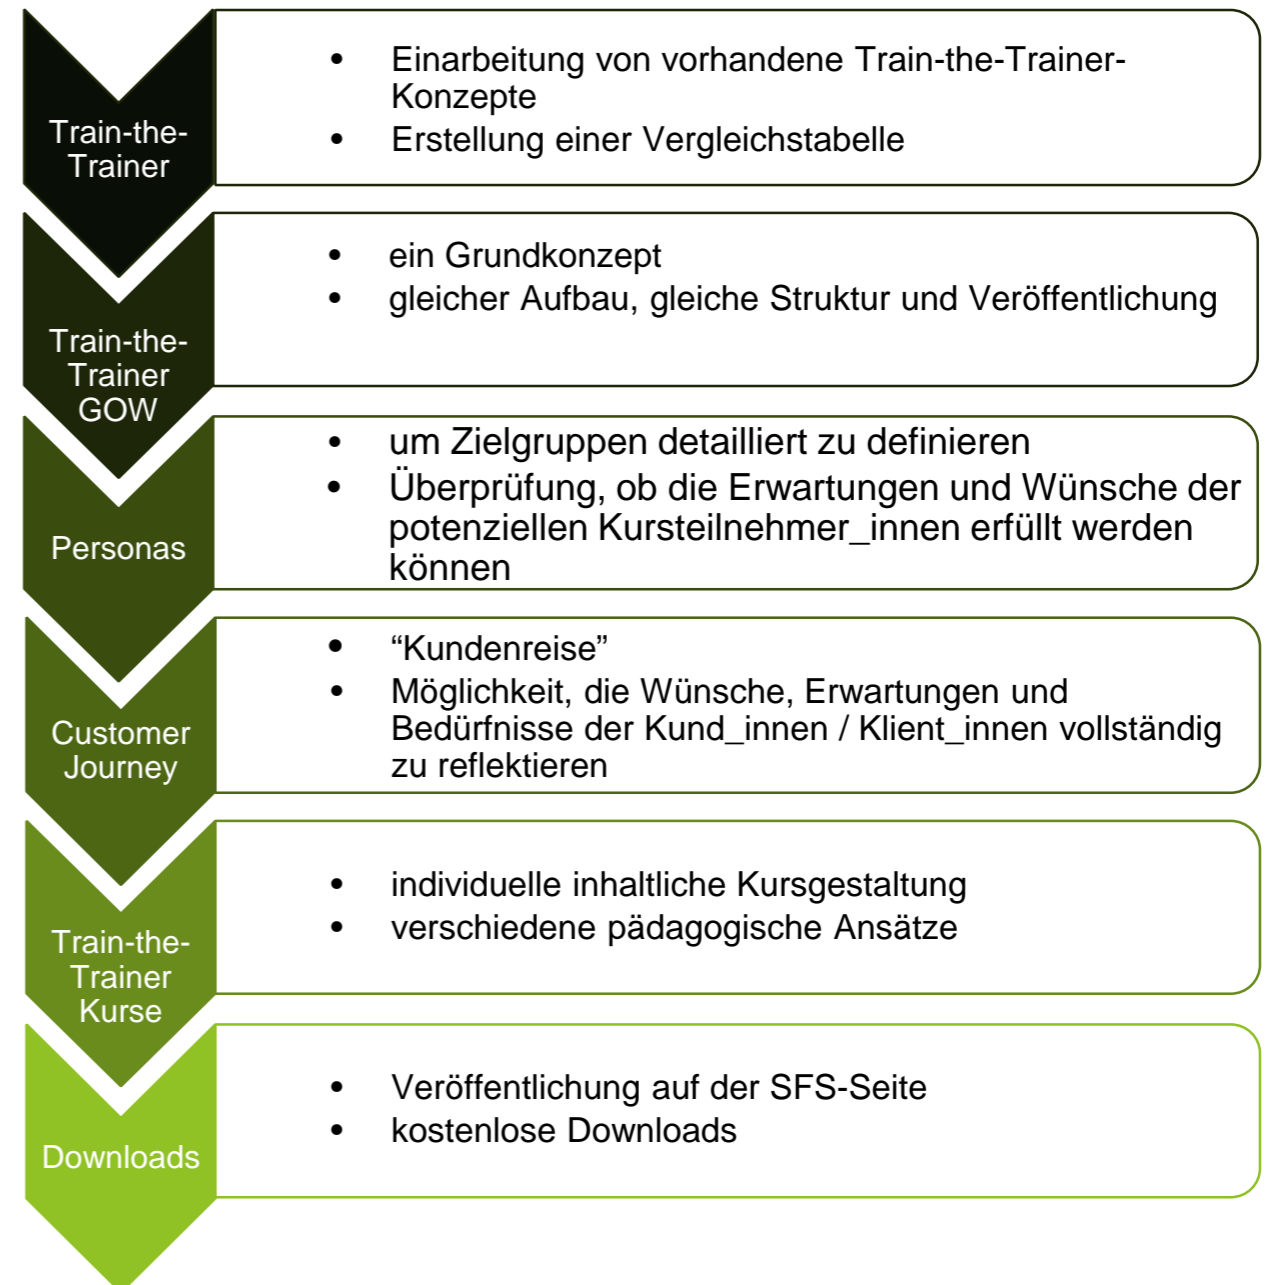 Train-the-
Trainer
• Einarbeitung von vorhandene Train-the-Trainer-
Konzepte
• Erstellung einer Vergleichstabelle
Train-the-
Trainer
GOW
• ein Grundkonzept
• gleicher Aufbau, gleiche Struktur und Veröffentlichung
Personas
• um Zielgruppen detailliert zu definieren
• Überprüfung, ob die Erwartungen und Wünsche der
potenziellen Kursteilnehmer_innen erfüllt werden
können
Customer
Journey
• “Kundenreise”
• Möglichkeit, die Wünsche, Erwartungen und
Bedürfnisse der Kund_innen / Klient_innen vollständig
zu reflektieren
Train-the-
Trainer
Kurse
• individuelle inhaltliche Kursgestaltung
• verschiedene pädagogische Ansätze
Downloads
• Veröffentlichung auf der SFS-Seite
• kostenlose Downloads